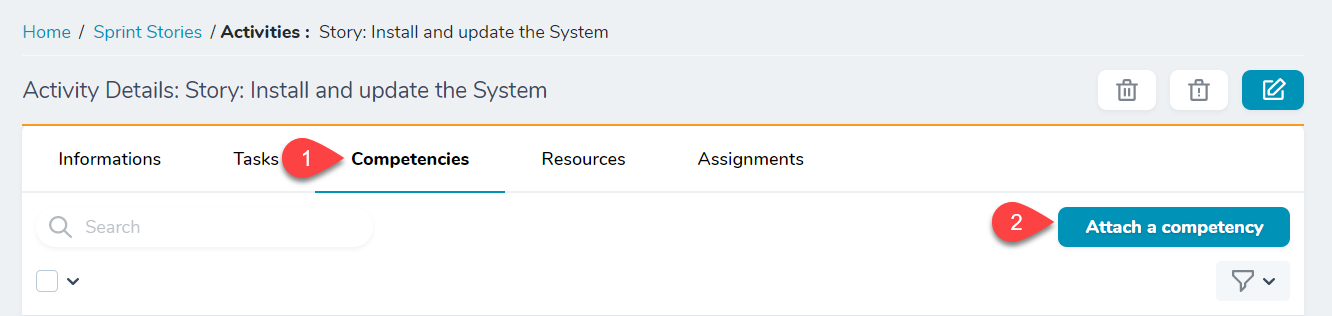 Home / Sprint Stories / Activities : Story: Install and update the System
Activity Details: Story: Install and update the System
Informations Tasks 1 Competencies Resources Assignments
Search 2 Attach a competency